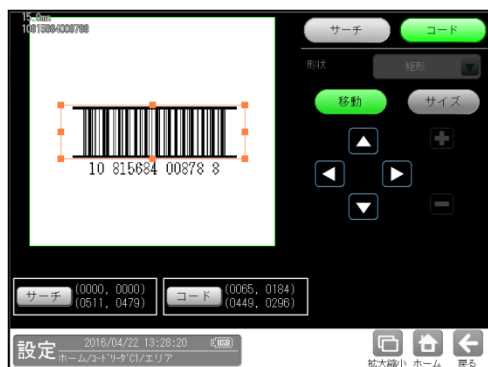 15.0ms
10815684008788
サーチ
コード
形状
矩形
移動
サイズ
10 815684 00878 8
サーチ
(0000, 0000)
(0511, 0479)
コード
(0065, 0184)
(0449, 0296)
設定
2016/04/22 13:28:20
USB
ホーム/コードリーダC1/エリア
拡大縮小
ホーム
戻る